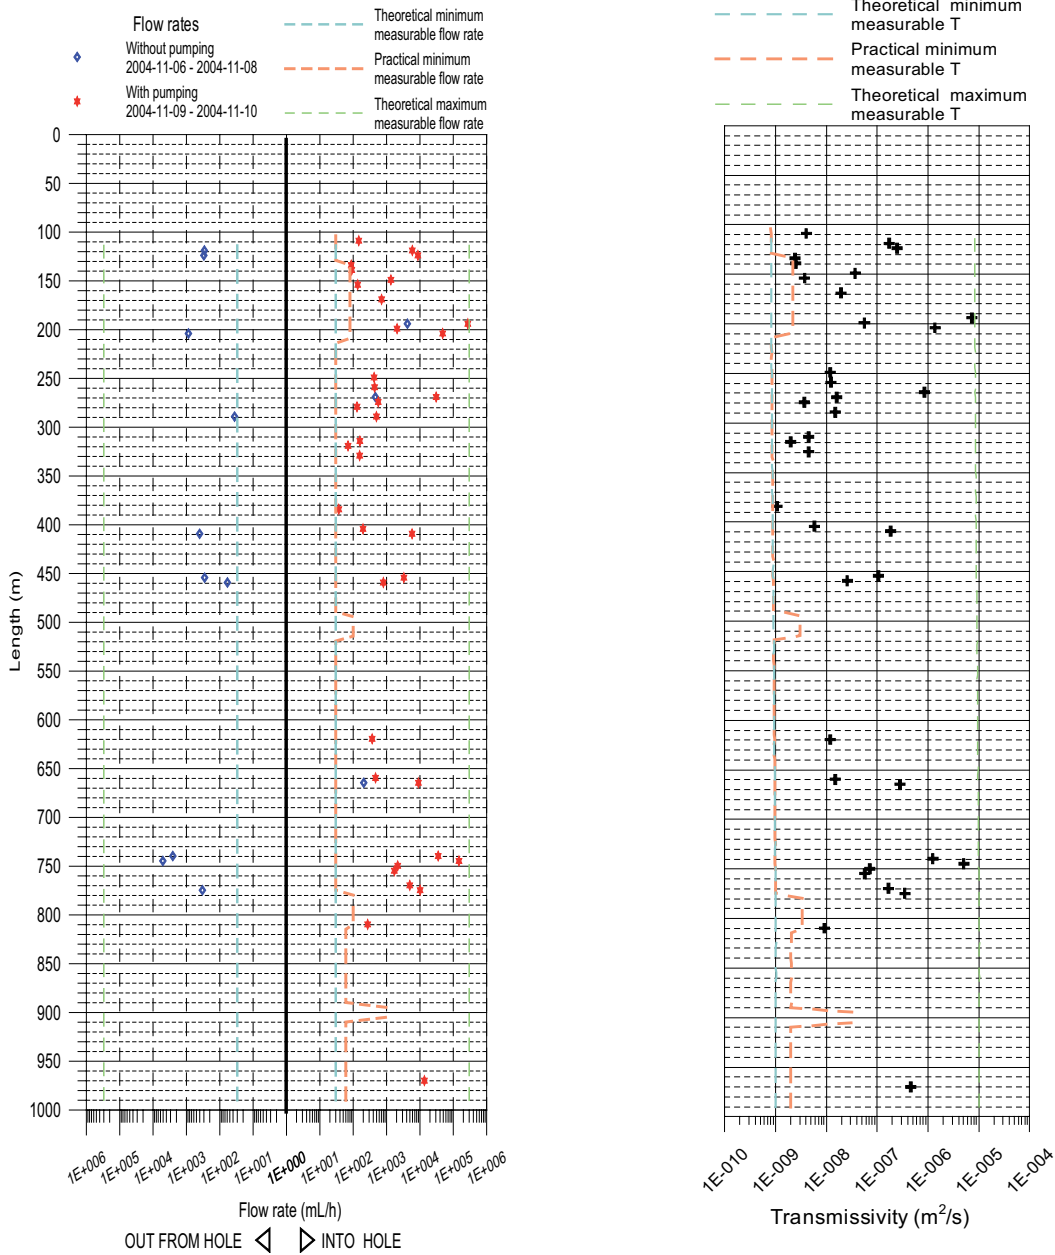 Flow rates
Without pumping
2004-11-06 - 2004-11-08
With pumping
2004-11-09 - 2004-11-10
Theoretical minimum
measurable flow rate
Practical minimum
measurable flow rate
Theoretical maximum
measurable flow rate
Theoretical minimum
measurable T
Practical minimum
measurable T
Theoretical maximum
measurable T
0
50
100
150
200
250
300
350
400
450
500
550
600
650
700
750
800
850
900
950
1000
Length (m)
1E+006 1E+005 1E+004 1E+003 1E+002 1E+001 1E+000 1E+001 1E+002 1E+003 1E+004 1E+005 1E+006
Flow rate (mL/h)
OUT FROM HOLE INTO HOLE
1E-010 1E-009 1E-008 1E-007 1E-006 1E-005 1E-004
Transmissivity (m²/s)